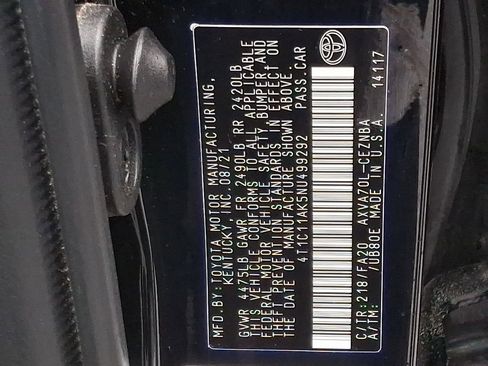 MFD. BY: TOYOTA MOTOR MANUFACTURING,
KENTUCKY, INC. 08/21
GVWR 4475LB GAWR FR 2490LB RR 2420LB
THIS VEHICLE CONFORMS TO ALL APPLICABLE
FEDERAL MOTOR VEHICLE SAFETY, BUMPER AND
THEFT PREVENTION STANDARDS IN EFFECT ON
THE DATE OF MANUFACTURE SHOWN ABOVE.
4T1C11AK5NU499292 PASS.CAR
C/TR: 218/FA20 AXVA70L-CEZNBA
A/TM: /UB80E MADE IN U.S.A. 14117